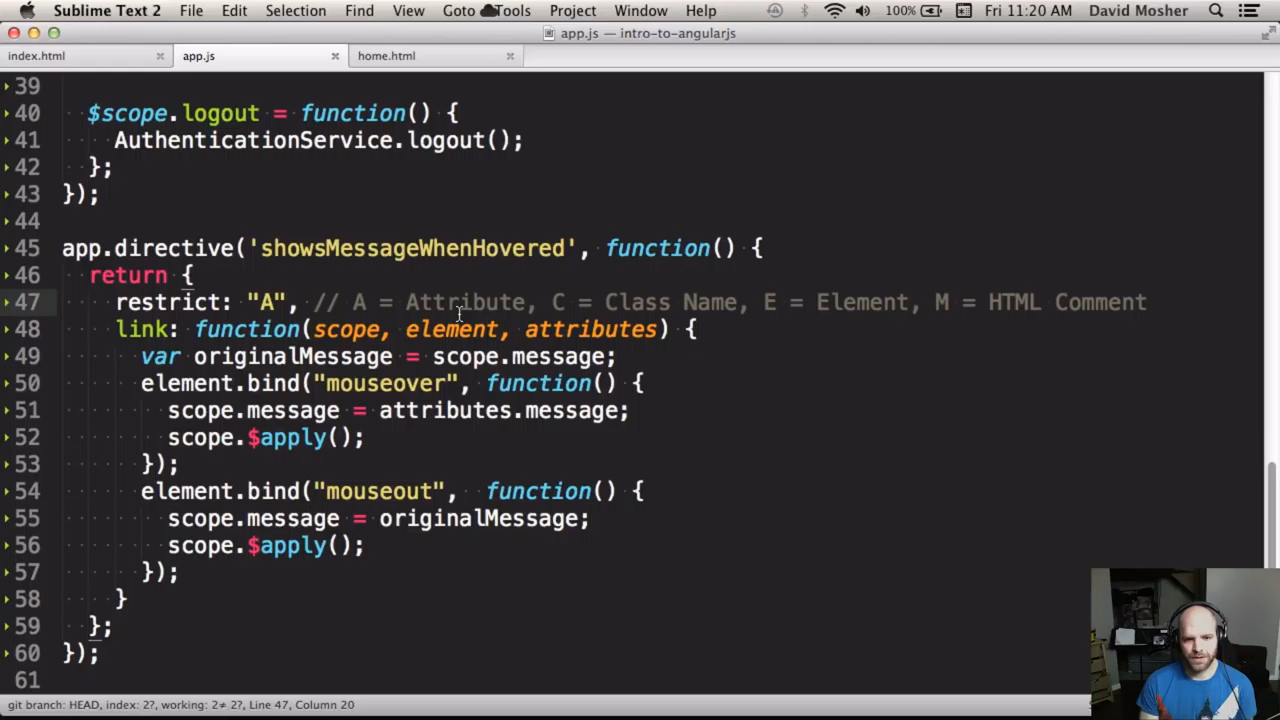 Sublime Text 2 File Edit Selection Find View Goto Tools Project Window Help 100% Fri 11:20 AM David Mosher
app.js — intro-to-angularjs
index.html app.js home.html
39
40 $scope.logout = function() {
41 AuthenticationService.logout();
42 };
43 });
44
45 app.directive('showsMessageWhenHovered', function() {
46 return {
47 restrict: "A", // A = Attribute, C = Class Name, E = Element, M = HTML Comment
48 link: function(scope, element, attributes) {
49 var originalMessage = scope.message;
50 element.bind("mouseover", function() {
51 scope.message = attributes.message;
52 scope.$apply();
53 });
54 element.bind("mouseout", function() {
55 scope.message = originalMessage;
56 scope.$apply();
57 });
58 }
59 };
60 });
61
git branch: HEAD, index: 2?, working: 2≠ 2?, Line 47, Column 20